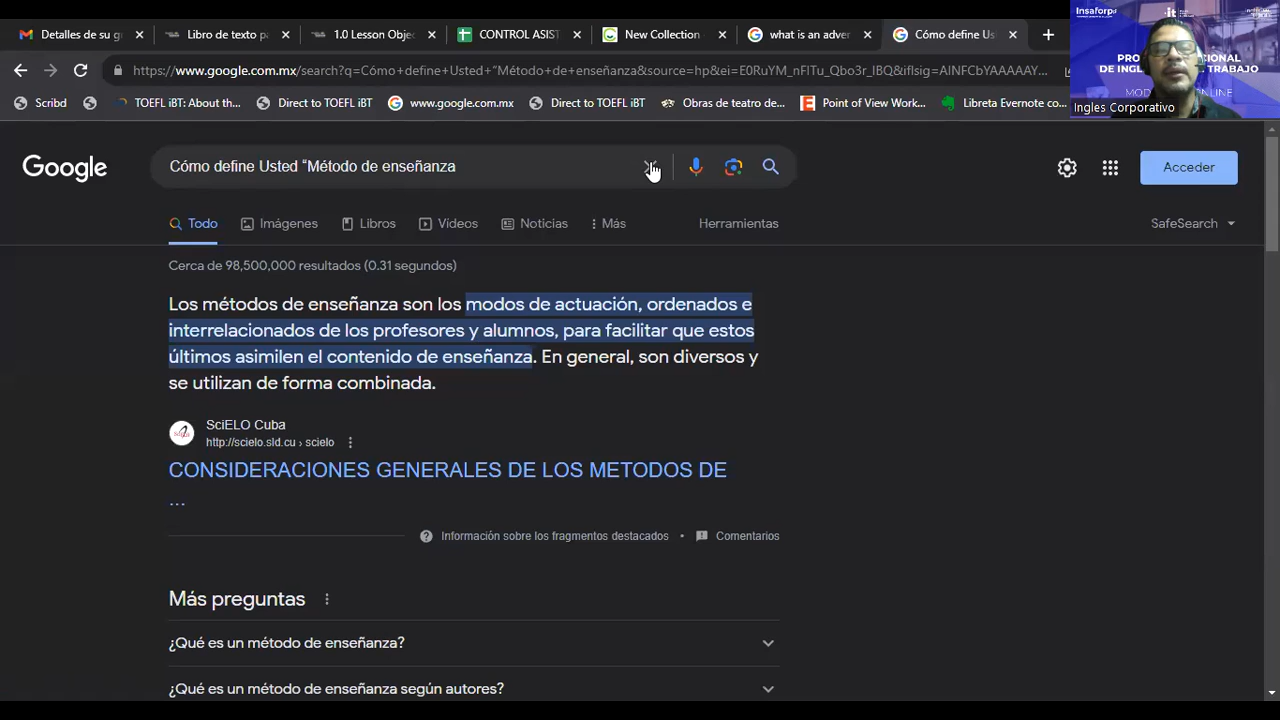 Detalles de su gr
Libro de texto pa
1.0 Lesson Obje
CONTROL ASIST
New Collection
what is an adver
Cómo define Us
https://www.google.com.mx/search?q=Cómo+define+Usted+"Método+de+enseñanza&source=hp&ei=E0RuYM_nFlTu_Qbo3r_IBQ&iflsig=AINFCbYAAAAAY...
Scribd
TOEFL iBT: About th...
Direct to TOEFL iBT
www.google.com.mx
Direct to TOEFL iBT
Obras de teatro de...
Point of View Work...
Libreta Evernote co...
Insaforp
DE INGL
TRABAJO
Ingles Corporativo
Google
Cómo define Usted “Método de enseñanza
Acceder
Todo
Imágenes
Libros
Vídeos
Noticias
Más
Herramientas
SafeSearch
Cerca de 98,500,000 resultados (0.31 segundos)
Los métodos de enseñanza son los modos de actuación, ordenados e
interrelacionados de los profesores y alumnos, para facilitar que estos
últimos asimilen el contenido de enseñanza. En general, son diversos y
se utilizan de forma combinada.
SciELO Cuba
http://scielo.sld.cu › scielo
CONSIDERACIONES GENERALES DE LOS METODOS DE
...
Información sobre los fragmentos destacados • Comentarios
Más preguntas
¿Qué es un método de enseñanza?
¿Qué es un método de enseñanza según autores?